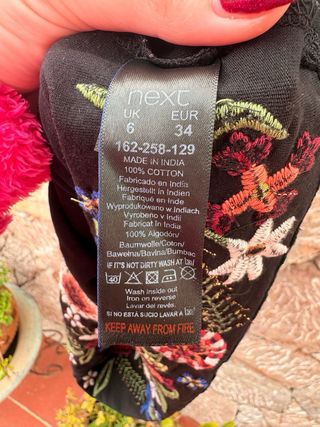 next
UK EUR
6 34
162-258-129
MADE IN INDIA
100% COTTON
Fabricado en India
Hergestellt in Indien
Fabriqué en Inde
Wyprodukowano w Indiach
Vyrobeno v Indii
Fabricat în India
100% Algodón/
Baumwolle/Coton/
Bawełna/Bavlna/Bumbac
IF IT'S NOT DIRTY WASH AT 30°/
40
Wash inside out
Iron on reverse
Lavar del revés.
SI NO ESTÁ SUCIO LAVAR A 30°/
KEEP AWAY FROM FIRE